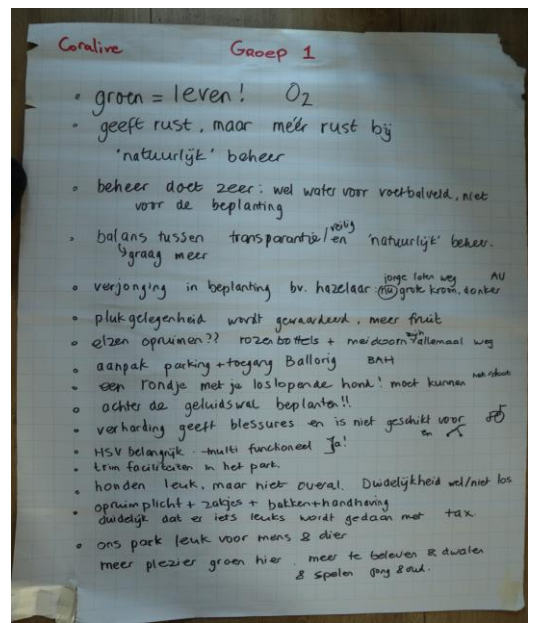 Coralive Groep 1
• groen = leven! O2
• geeft rust, maar méér rust bij
'natuurlijk' beheer
• beheer doet zeer: wel water voor voetbalveld, niet
voor de beplanting
• balans tussen transparantie/en veilig 'natuurlijk' beheer.
↳ graag meer
• verjonging in beplanting bv. hazelaar: jonge loten weg AU
nu grote krom, donker
• plukgelegenheid wordt gewaardeerd, meer fruit
• elzen opruimen?? rozenbottels + meidoorn zijn allemaal weg
• aanpak parking + toegang Ballorig BAH
• een rondje met je loslopende hond! moet kunnen
• achter de geluidswal beplanten!!
• verharding geeft blessures en is niet geschikt voor
en
• HSV belangrijk - multi functioneel Ja!
• trim faciliteiten in het park.
• honden leuk, maar niet overal. Duidelijkheid wel/niet los
• opruimplicht + zakjes + bakken + handhaving
duidelijk dat er iets leuks wordt gedaan met tax.
• ons park leuk voor mens & dier
meer plezier groen hier. meer te beleven & dwalen
& spelen jong & oud.